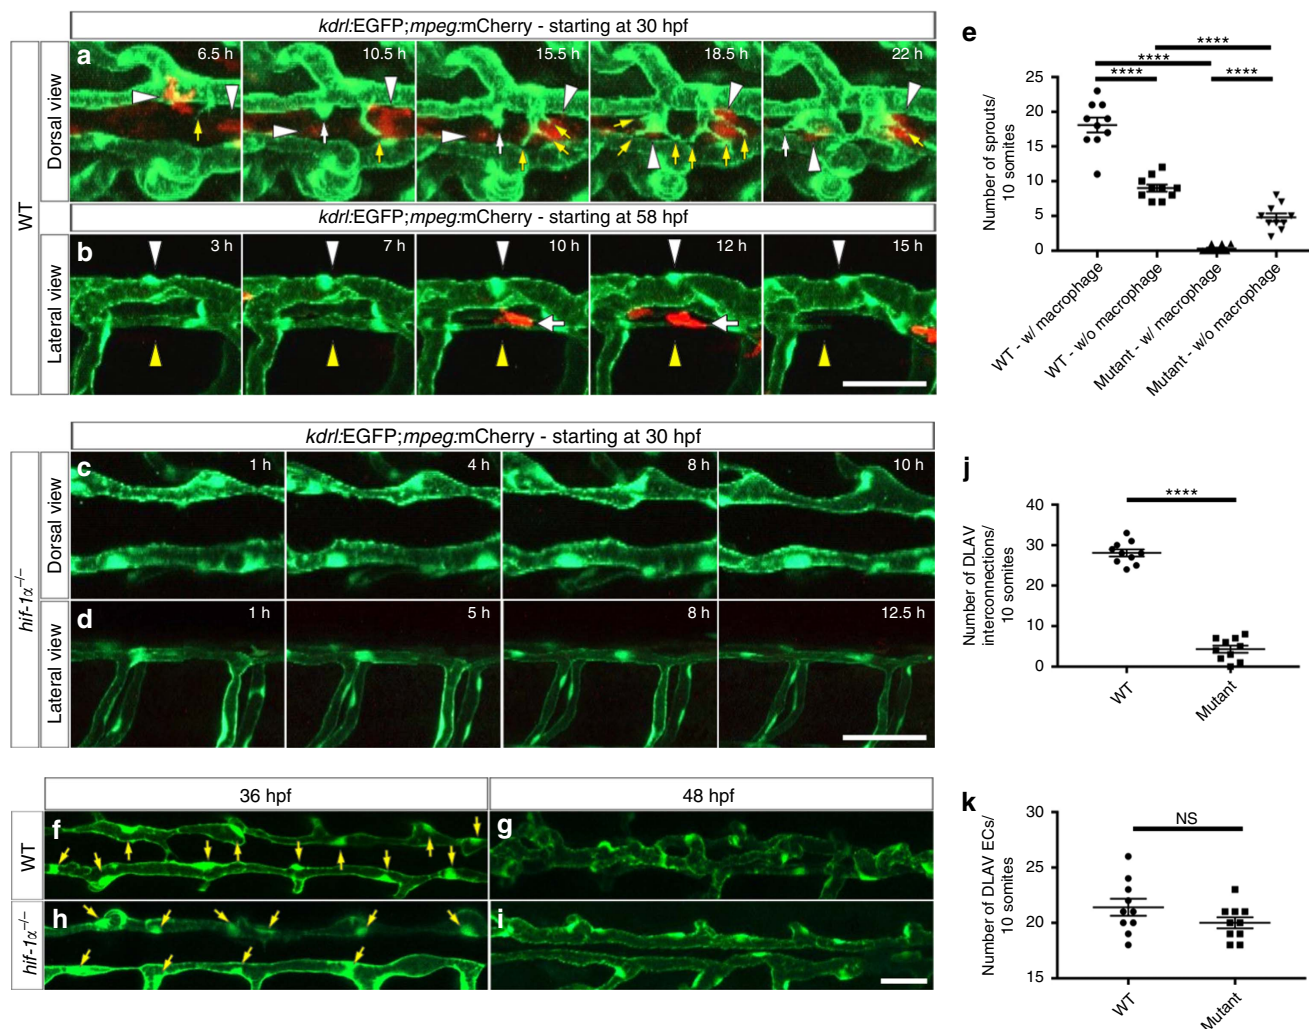 kdrl:EGFP;mpeg:mCherry - starting at 30 hpf
WT
Dorsal view
a
6.5 h
10.5 h
15.5 h
18.5 h
22 h
kdrl:EGFP;mpeg:mCherry - starting at 58 hpf
Lateral view
b
3 h
7 h
10 h
12 h
15 h
kdrl:EGFP;mpeg:mCherry - starting at 30 hpf
hif-1α−/−
Dorsal view
c
1 h
4 h
8 h
10 h
Lateral view
d
1 h
5 h
8 h
12.5 h
36 hpf
48 hpf
WT
f
g
hif-1α−/−
h
i
e
Number of sprouts/
10 somites
25
20
15
10
5
0
****
****
****
****
WT - w/ macrophage
WT - w/o macrophage
Mutant - w/ macrophage
Mutant - w/o macrophage
j
Number of DLAV
interconnections/
10 somites
40
30
20
10
0
****
WT
Mutant
k
Number of DLAV ECs/
10 somites
30
25
20
15
NS
WT
Mutant